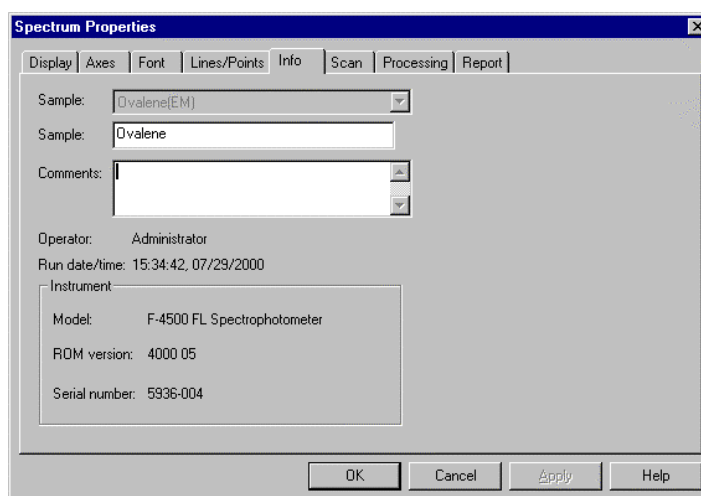 Spectrum Properties
Display Axes Font Lines/Points Info Scan Processing Report
Sample: Ovalene(EM)
Sample: Ovalene
Comments:
Operator: Administrator
Run date/time: 15:34:42, 07/29/2000
Instrument
Model: F-4500 FL Spectrophotometer
ROM version: 4000 05
Serial number: 5936-004
OK Cancel Apply Help